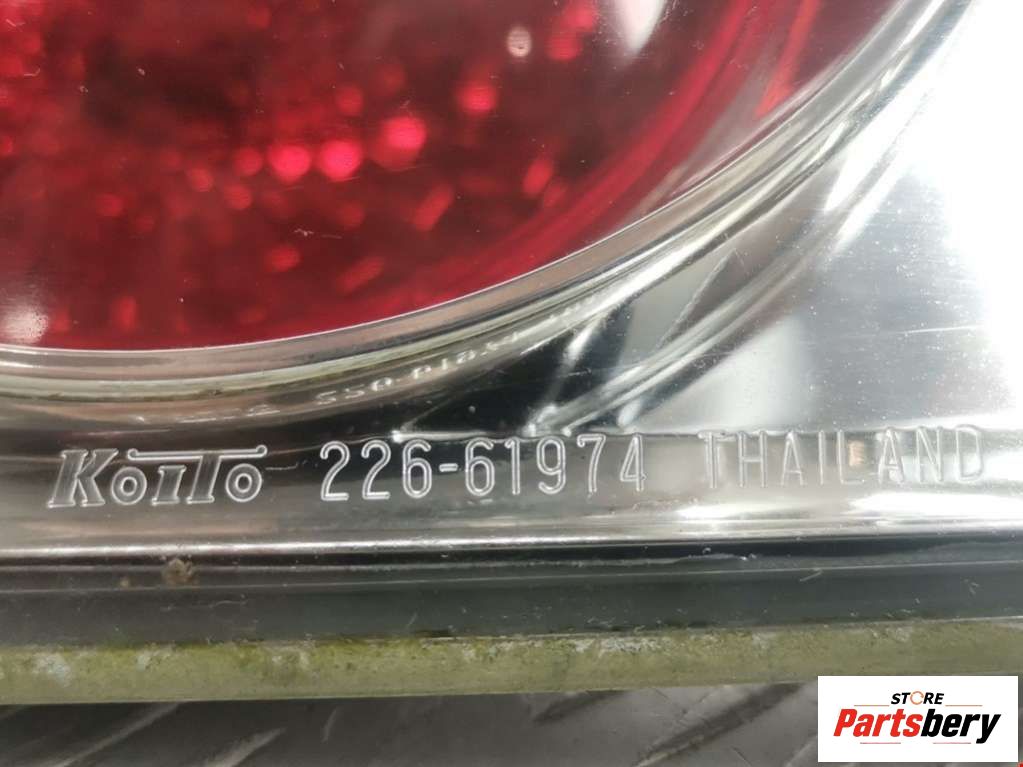 KoiTo 226-61974 THAILAND
STORE
Partsbery